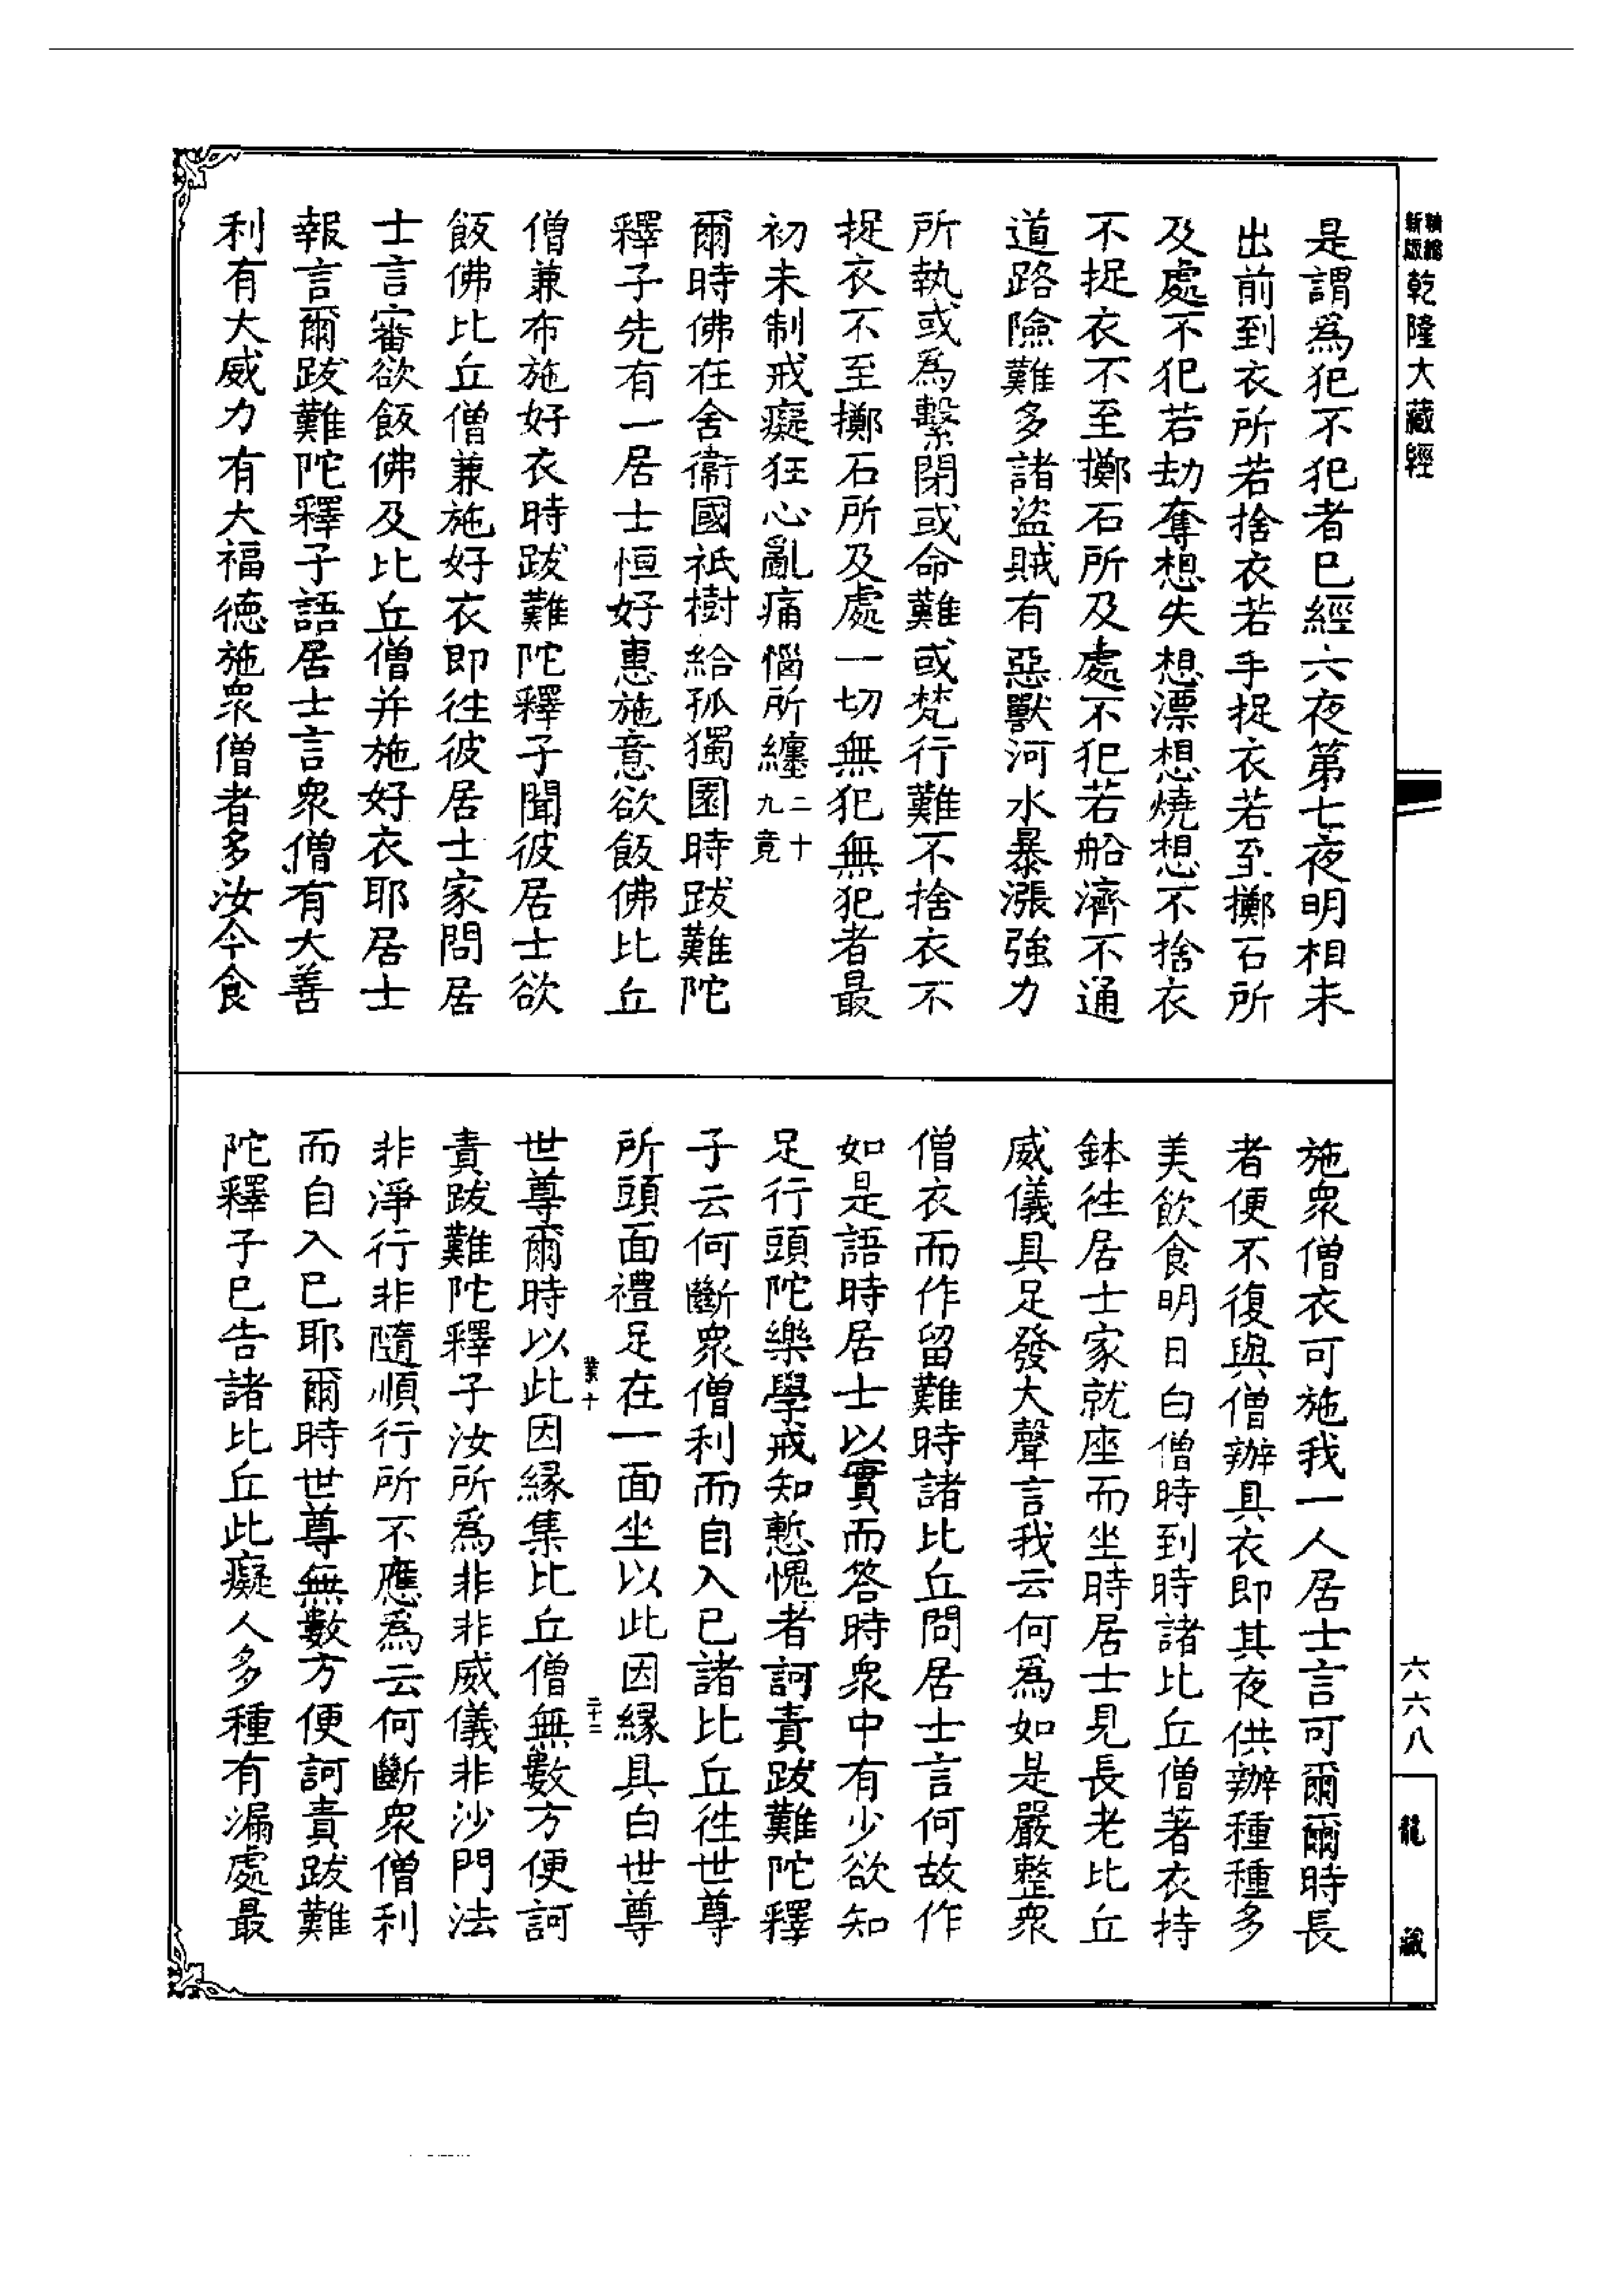 精縮新版乾隆大藏經
是謂為犯不犯者巳經六夜第七夜明相未
出前到衣所若捨衣若手捉衣若至擲石所
及處不犯若劫奪想失想漂想燒想不捨衣
不捉衣不至擲石所及處不犯若船濟不通
道路險難多諸盜賊有惡獸河水暴漲強力
所執或為繫閉或命難或梵行難不捨衣不
捉衣不至擲石所及處一切無犯無犯者最
初未制戒癡狂心亂痛惱所纏二十九竟
爾時佛在舍衞國祇樹給孤獨園時跋難陀
釋子先有一居士恒好惠施意欲飯佛比丘
僧兼布施好衣時跋難陀釋子聞彼居士欲
飯佛比丘僧兼施好衣即往彼居士家問居
士言審欲飯佛及比丘僧并施好衣耶居士
報言爾跋難陀釋子語居士言眾僧有大善
利有大威力有大福德施眾僧者多汝今食
施眾僧衣可施我一人居士言可爾爾時長
者便不復與僧辦具衣即其夜供辦種種多
美飲食明日白僧時到時諸比丘僧著衣持
鉢往居士家就座而坐時居士見長老比丘
威儀具足發大聲言我云何為如是嚴整眾
僧衣而作留難時諸比丘問居士言何故作
如是語時居士以實而答時眾中有少欲知
足行頭陀樂學戒知慙愧者訶責跋難陀釋
子云何斷眾僧利而自入己諸比丘往世尊
所頭面禮足在一面坐以此因緣具白世尊
業十
二十二
世尊爾時以此因緣集比丘僧無數方便訶
責跋難陀釋子汝所為非非威儀非沙門法
非淨行非隨順行所不應為云何斷眾僧利
而自入已耶爾時世尊無數方便訶責跋難
陀釋子巳告諸比丘此癡人多種有漏處最
六六八
龍藏